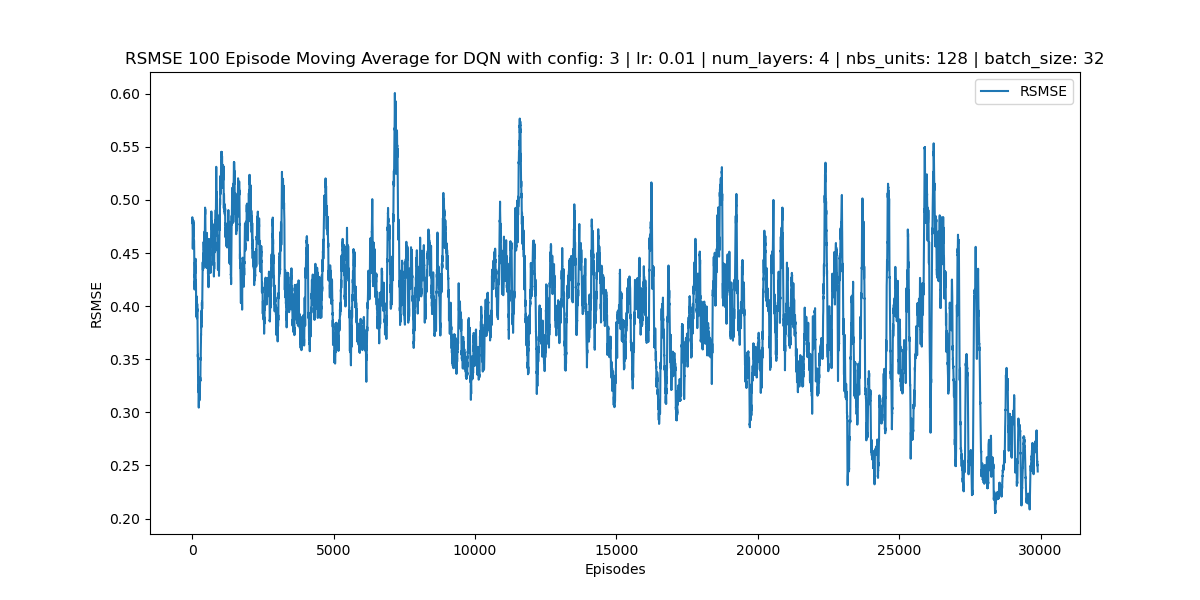 RSMSE 100 Episode Moving Average for DQN with config: 3 | lr: 0.01 | num_layers: 4 | nbs_units: 128 | batch_size: 32
RSMSE
0.60
0.55
0.50
0.45
0.40
0.35
0.30
0.25
0.20
RSMSE
0 5000 10000 15000 20000 25000 30000
Episodes